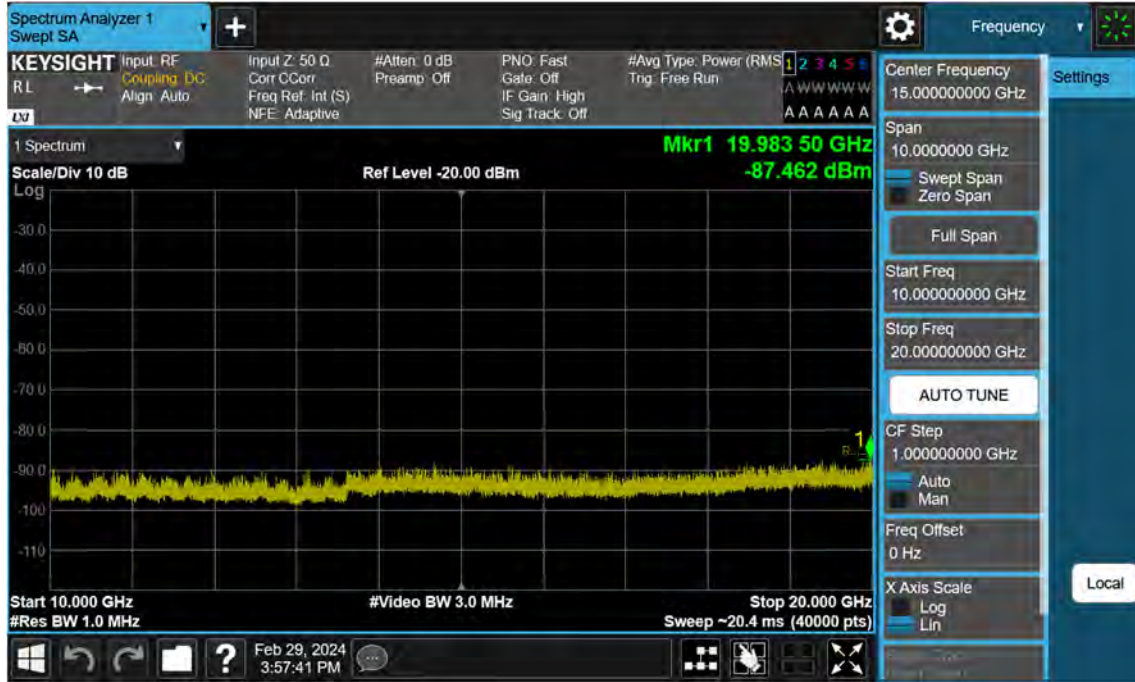 Spectrum Analyzer 1
Swept SA
Frequency
KEYSIGHT
RL
LXI
Input: RF
Coupling: DC
Align: Auto
Input Z: 50 Ω
Corr CCorr
Freq Ref: Int (S)
NFE: Adaptive
#Atten: 0 dB
Preamp: Off
PNO: Fast
Gate: Off
IF Gain: High
Sig Track: Off
#Avg Type: Power (RMS
Trig: Free Run
1 2 3 4 5 6
A W W W W W
A A A A A A
1 Spectrum
Scale/Div 10 dB
Log
Ref Level -20.00 dBm
Mkr1 19.983 50 GHz
-87.462 dBm
-30.0
-40.0
-50.0
-60.0
-70.0
-80.0
-90.0
-100
-110
1
Start 10.000 GHz
#Res BW 1.0 MHz
#Video BW 3.0 MHz
Stop 20.000 GHz
Sweep ~20.4 ms (40000 pts)
Center Frequency
15.000000000 GHz
Span
10.0000000 GHz
Swept Span
Zero Span
Full Span
Start Freq
10.000000000 GHz
Stop Freq
20.000000000 GHz
AUTO TUNE
CF Step
1.000000000 GHz
Auto
Man
Freq Offset
0 Hz
X Axis Scale
Log
Lin
Settings
Local
?
Feb 29, 2024
3:57:41 PM